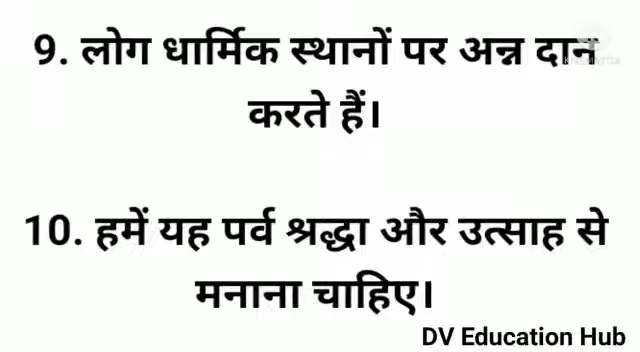 9. लोग धार्मिक स्थानों पर अन्न दान
करते हैं।
10. हमें यह पर्व श्रद्धा और उत्साह से
मनाना चाहिए।
DV Education Hub